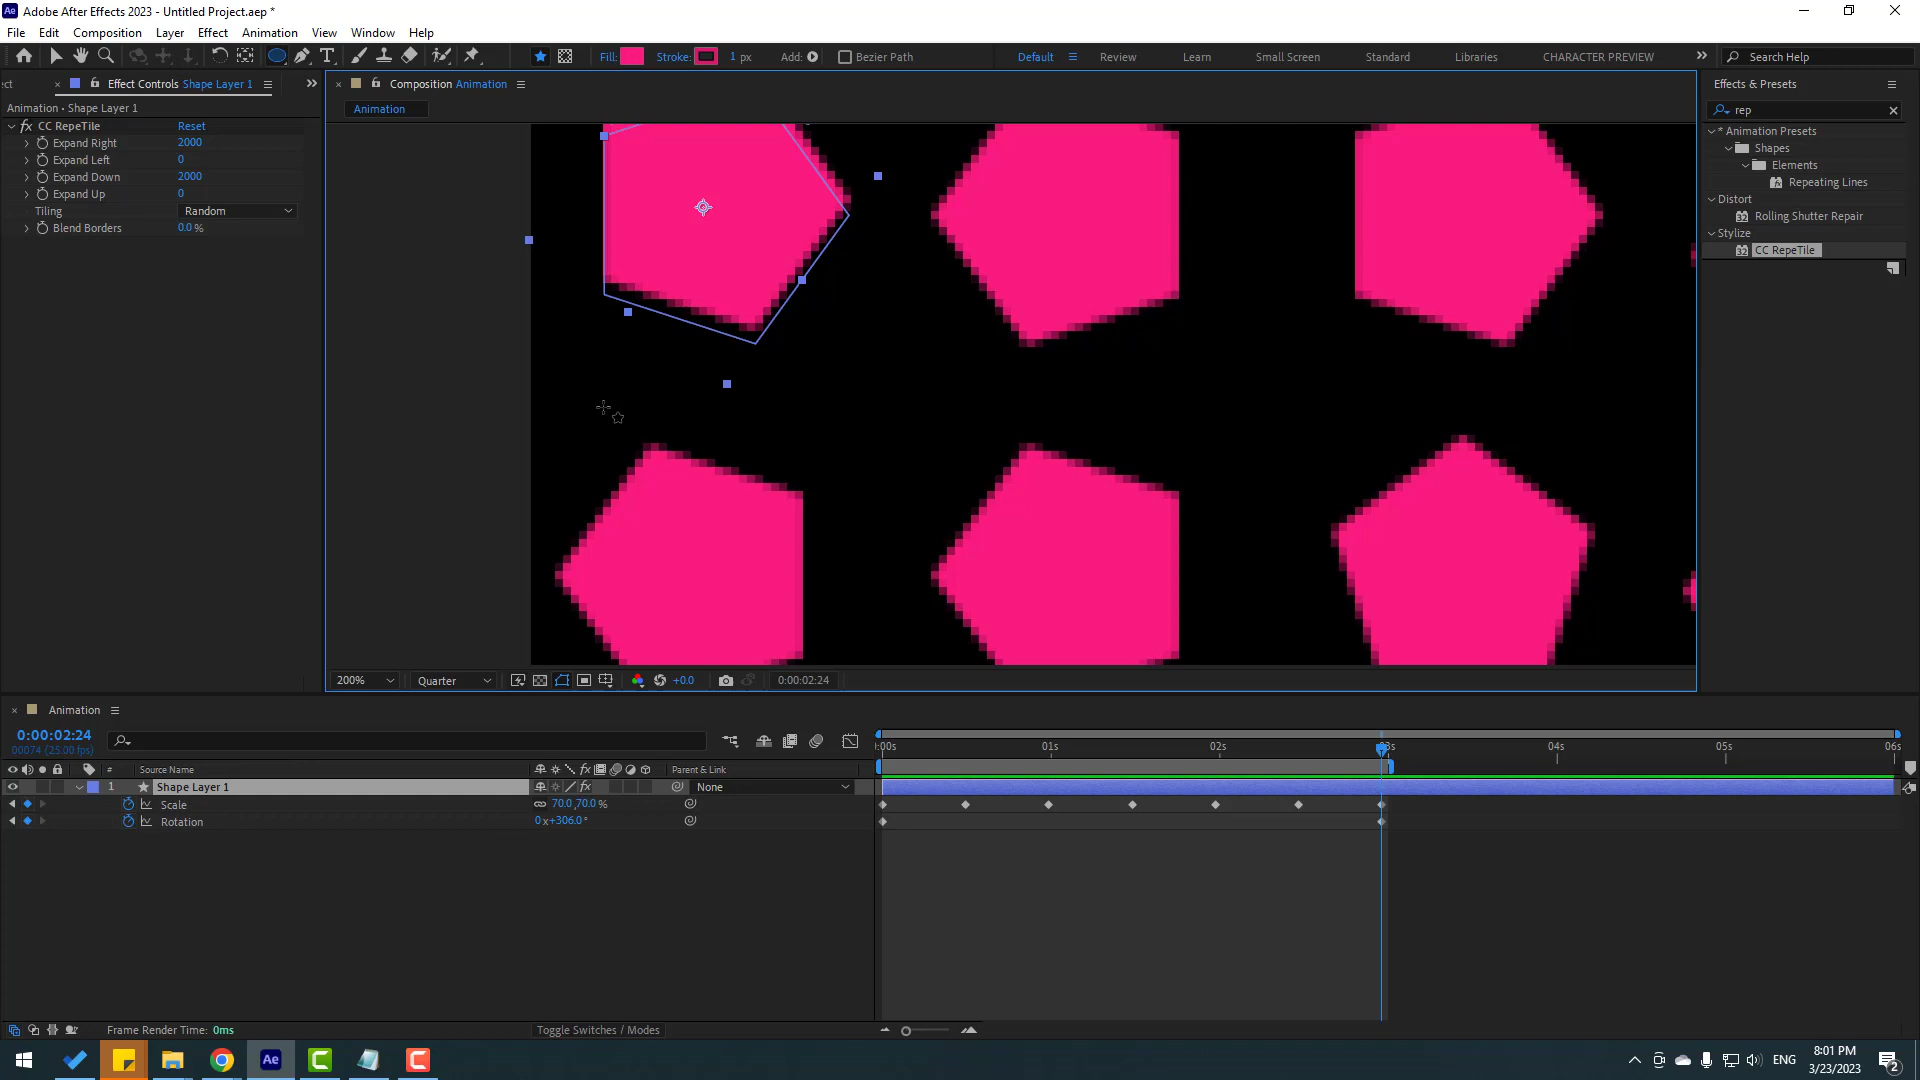 Adobe After Effects 2023 - Untitled Project.aep *
File Edit Composition Layer Effect Animation View Window Help
Fill: Stroke: 1 px Add: Bezier Path Default Review Learn Small Screen Standard Libraries CHARACTER PREVIEW Search Help
ect Effect Controls Shape Layer 1
Animation • Shape Layer 1
fx CC RepeTile Reset
Expand Right 2000
Expand Left 0
Expand Down 2000
Expand Up 0
Tiling Random
Blend Borders 0.0 %
Composition Animation
Animation
200% Quarter +0.0 0:00:02:24
Effects & Presets
rep
* Animation Presets
Shapes
Elements
Repeating Lines
Distort
Rolling Shutter Repair
Stylize
CC RepeTile
Animation
0:00:02:24
00074 (25.00 fps)
# Source Name Parent & Link
1 Shape Layer 1 None
Scale 70.0,70.0 %
Rotation 0x+306.0°
:00s 01s 02s 03s 04s 05s 06s
Frame Render Time: 0ms
Toggle Switches / Modes
Ae
ENG
8:01 PM
3/23/2023
2